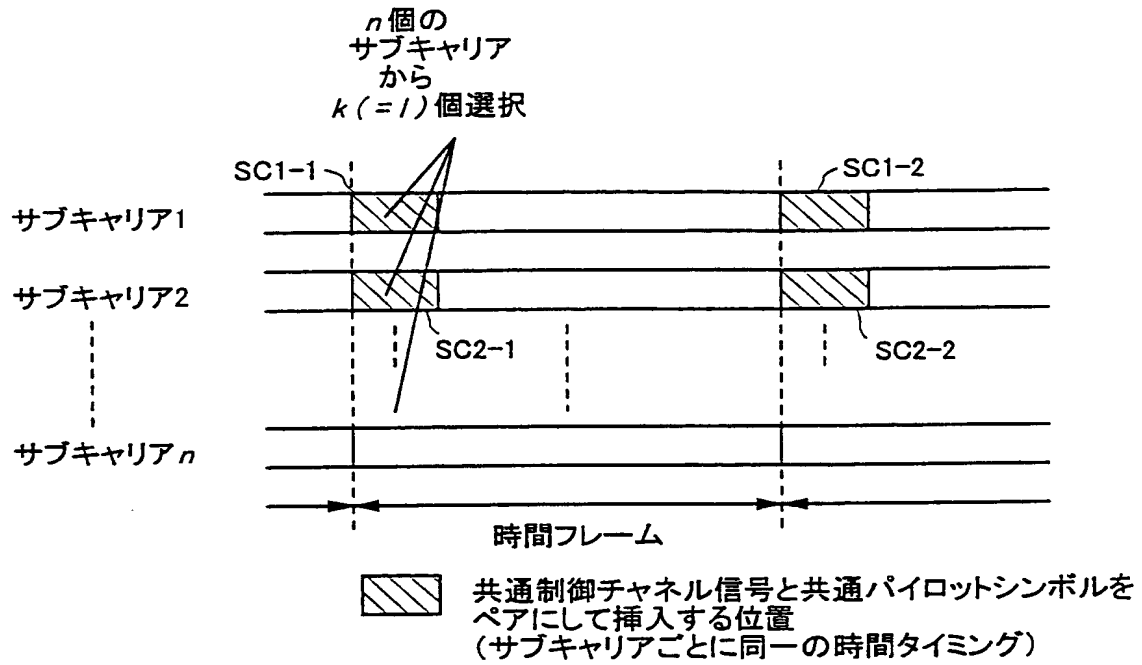 n個の
サブキャリア
から
k(=l)個選択
SC1-1
SC1-2
サブキャリア1
サブキャリア2
SC2-1
SC2-2
サブキャリアn
時間フレーム
共通制御チャネル信号と共通パイロットシンボルを
ペアにして挿入する位置
(サブキャリアごとに同一の時間タイミング)